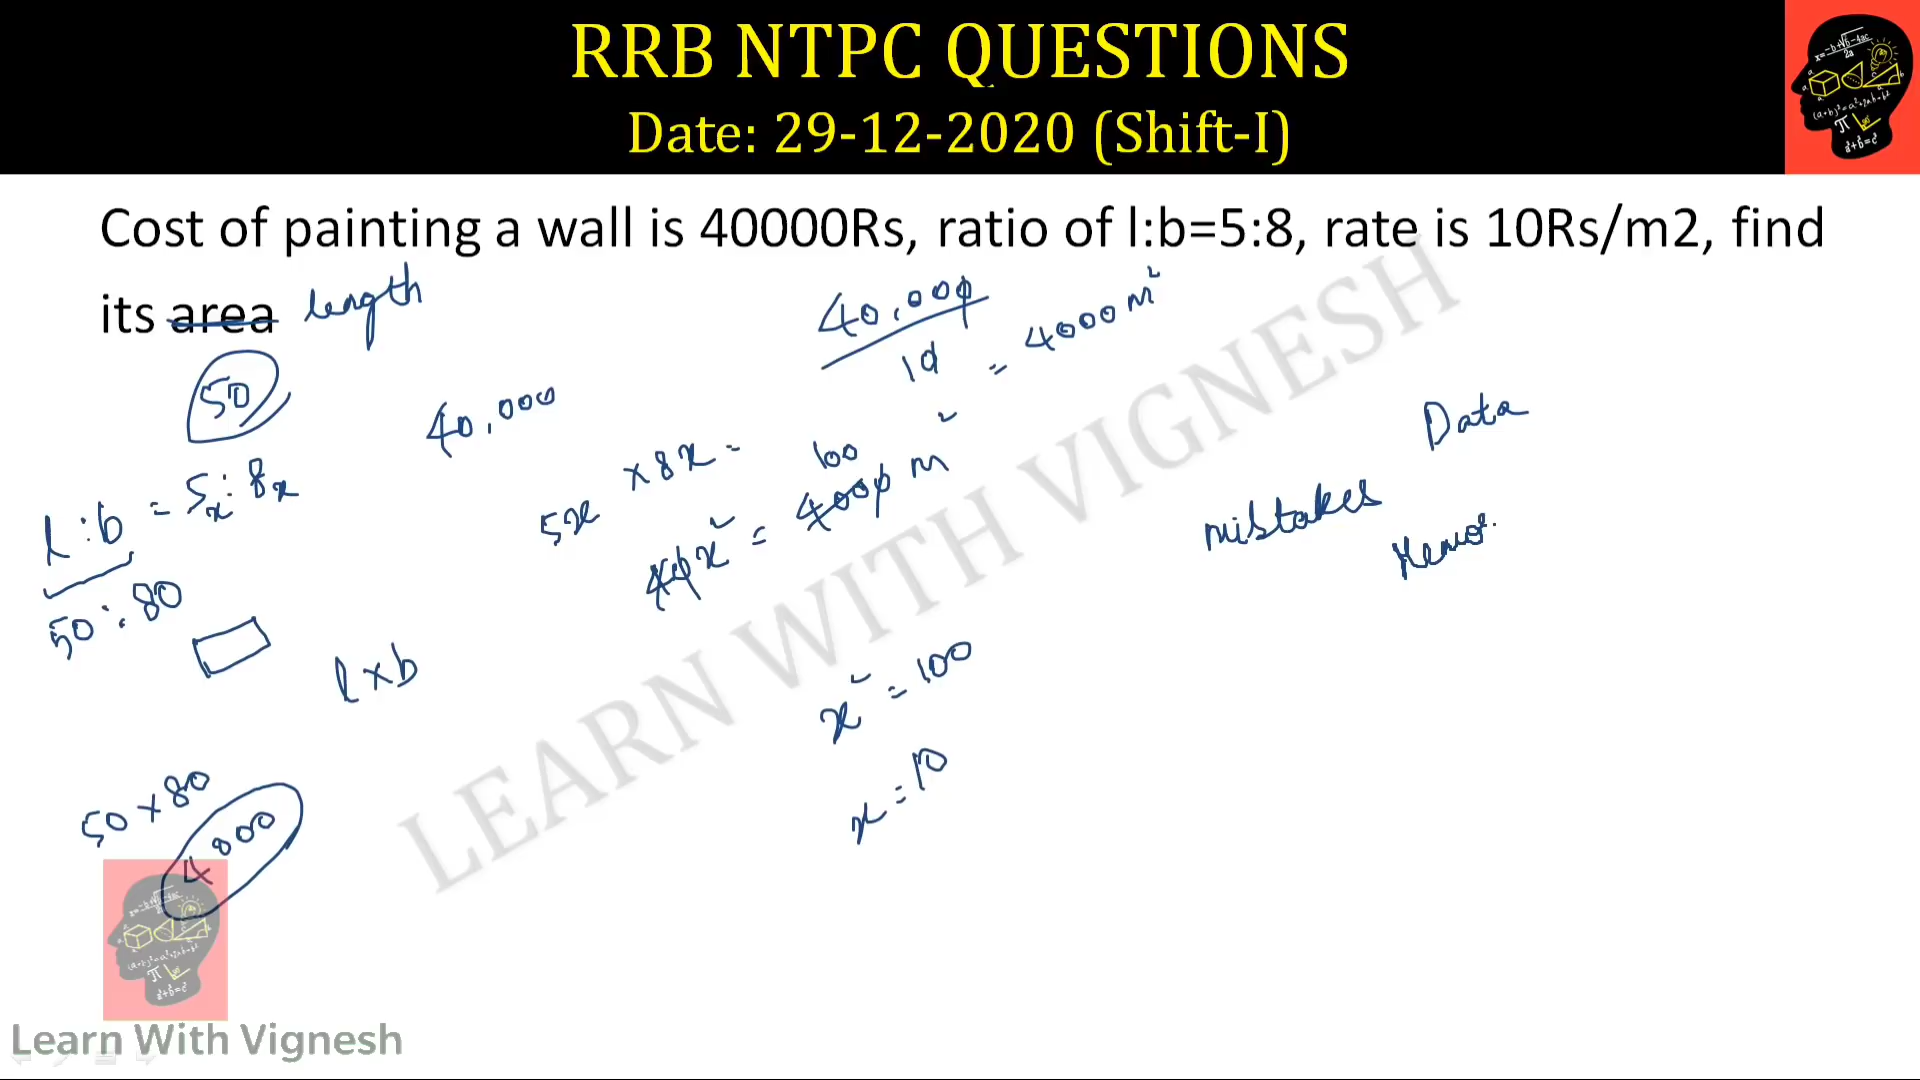 RRB NTPC QUESTIONS
Date: 29-12-2020 (Shift-I)
Cost of painting a wall is 40000Rs, ratio of l:b=5:8, rate is 10Rs/m2, find
its area length
50
40,000
40,000 / 10 = 4000 m²
l:b = 5x : 8x
50 : 80
5x × 8x =
40x² = 4000 m²
100
Data
mistakes
l × b
x² = 100
x = 10
50 × 80
4000
LEARN WITH VIGNESH
Learn With Vignesh